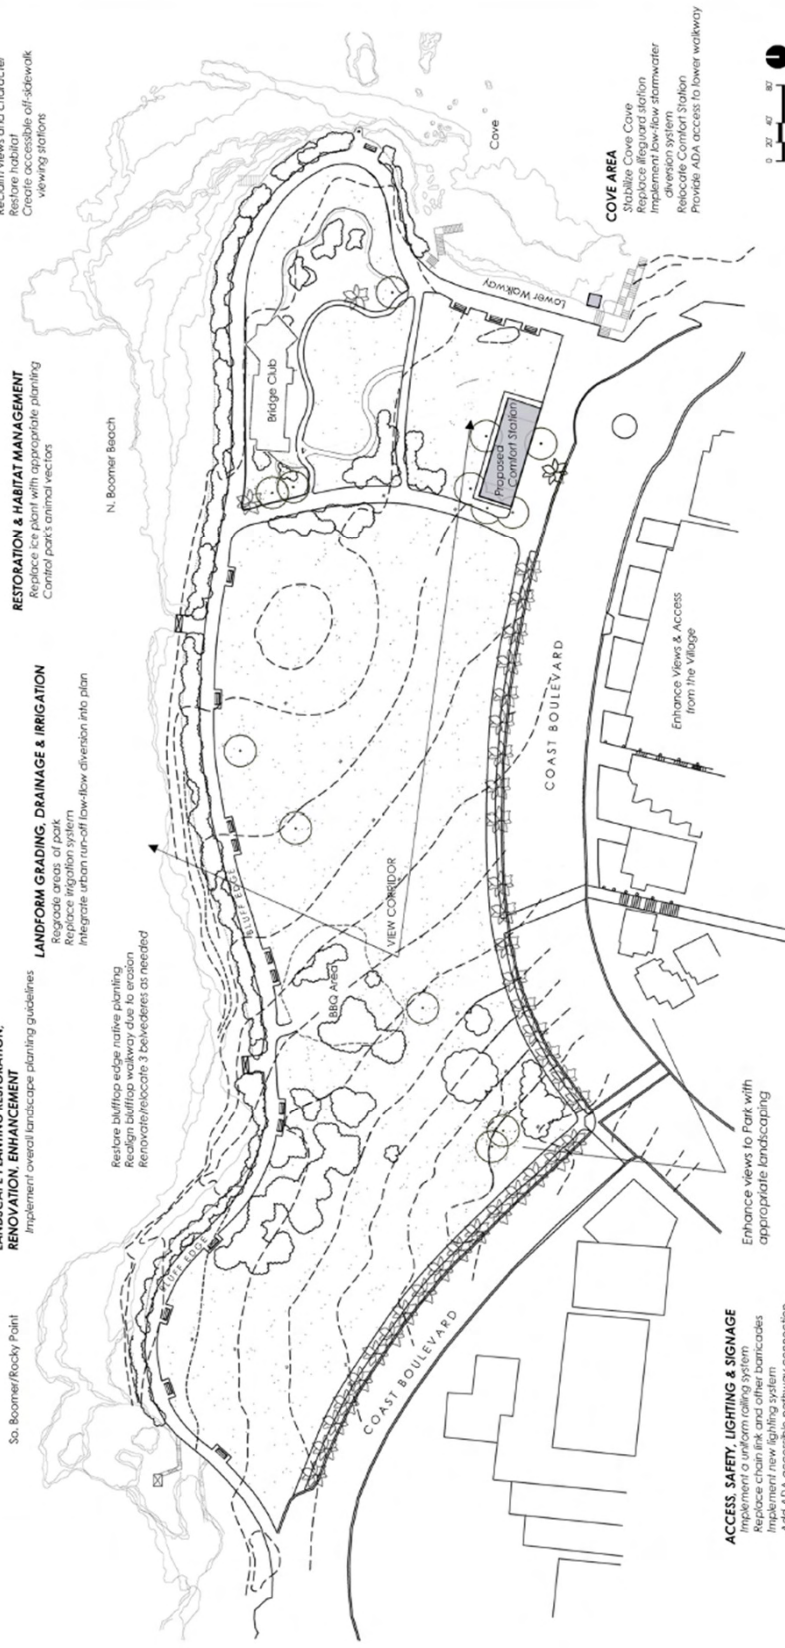 Restore habitat
Create accessible off-sidewalk
viewing stations
RESTORATION & HABITAT MANAGEMENT
Replace ice plant with appropriate planting
Control park's animal vectors
LANDFORM GRADING, DRAINAGE & IRRIGATION
Regrade areas of park
Replace irrigation system
Integrate urban run-off low-flow diversion into plan
RENOVATION, ENHANCEMENT
Implement overall landscape planting guidelines
So. Boomer/Rocky Point
Restore blufftop edge native planting
Realign blufftop walkway due to erosion
Renovate/relocate 3 belvederes as needed
N. Boomer Beach
Cove
BLUFF EDGE
BLUFF EDGE
BBQ Area
VIEW CORRIDOR
Bridge Club
Proposed
Comfort Station
Lower Walkway
COAST BOULEVARD
COAST BOULEVARD
COVE AREA
Stabilize Cove Cave
Replace lifeguard station
Implement low-flow stormwater
diversion system
Relocate Comfort Station
Provide ADA access to lower walkway
0 20' 40' 80'
Enhance Views & Access
from the Village
Enhance views to Park with
appropriate landscaping
ACCESS, SAFETY, LIGHTING & SIGNAGE
Implement a uniform railing system
Replace chain link and other barricades
Implement new lighting system